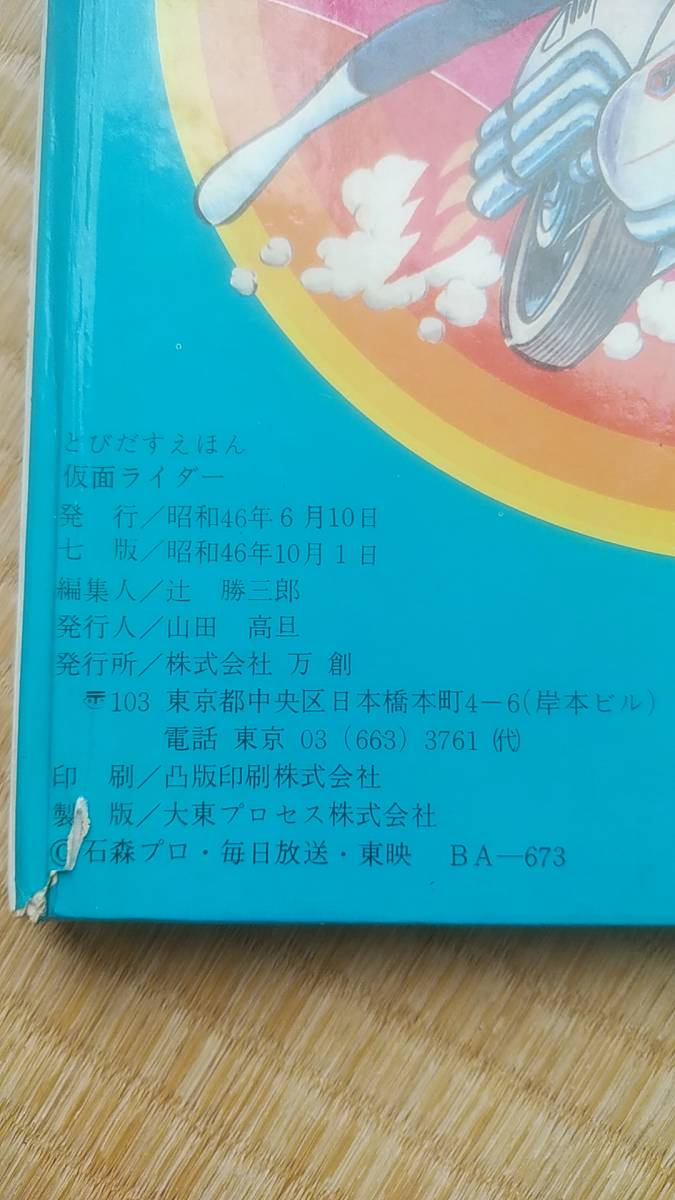 とびだすえほん
仮面ライダー
発 行／昭和46年6月10日
七 版／昭和46年10月1日
編集人／辻 勝三郎
発行人／山田 高旦
発行所／株式会社 万創
〒103 東京都中央区日本橋本町4−6(岸本ビル)
電話 東京 03 (663) 3761 (代)
印 刷／凸版印刷株式会社
製 版／大東プロセス株式会社
©石森プロ・毎日放送・東映 BA—673